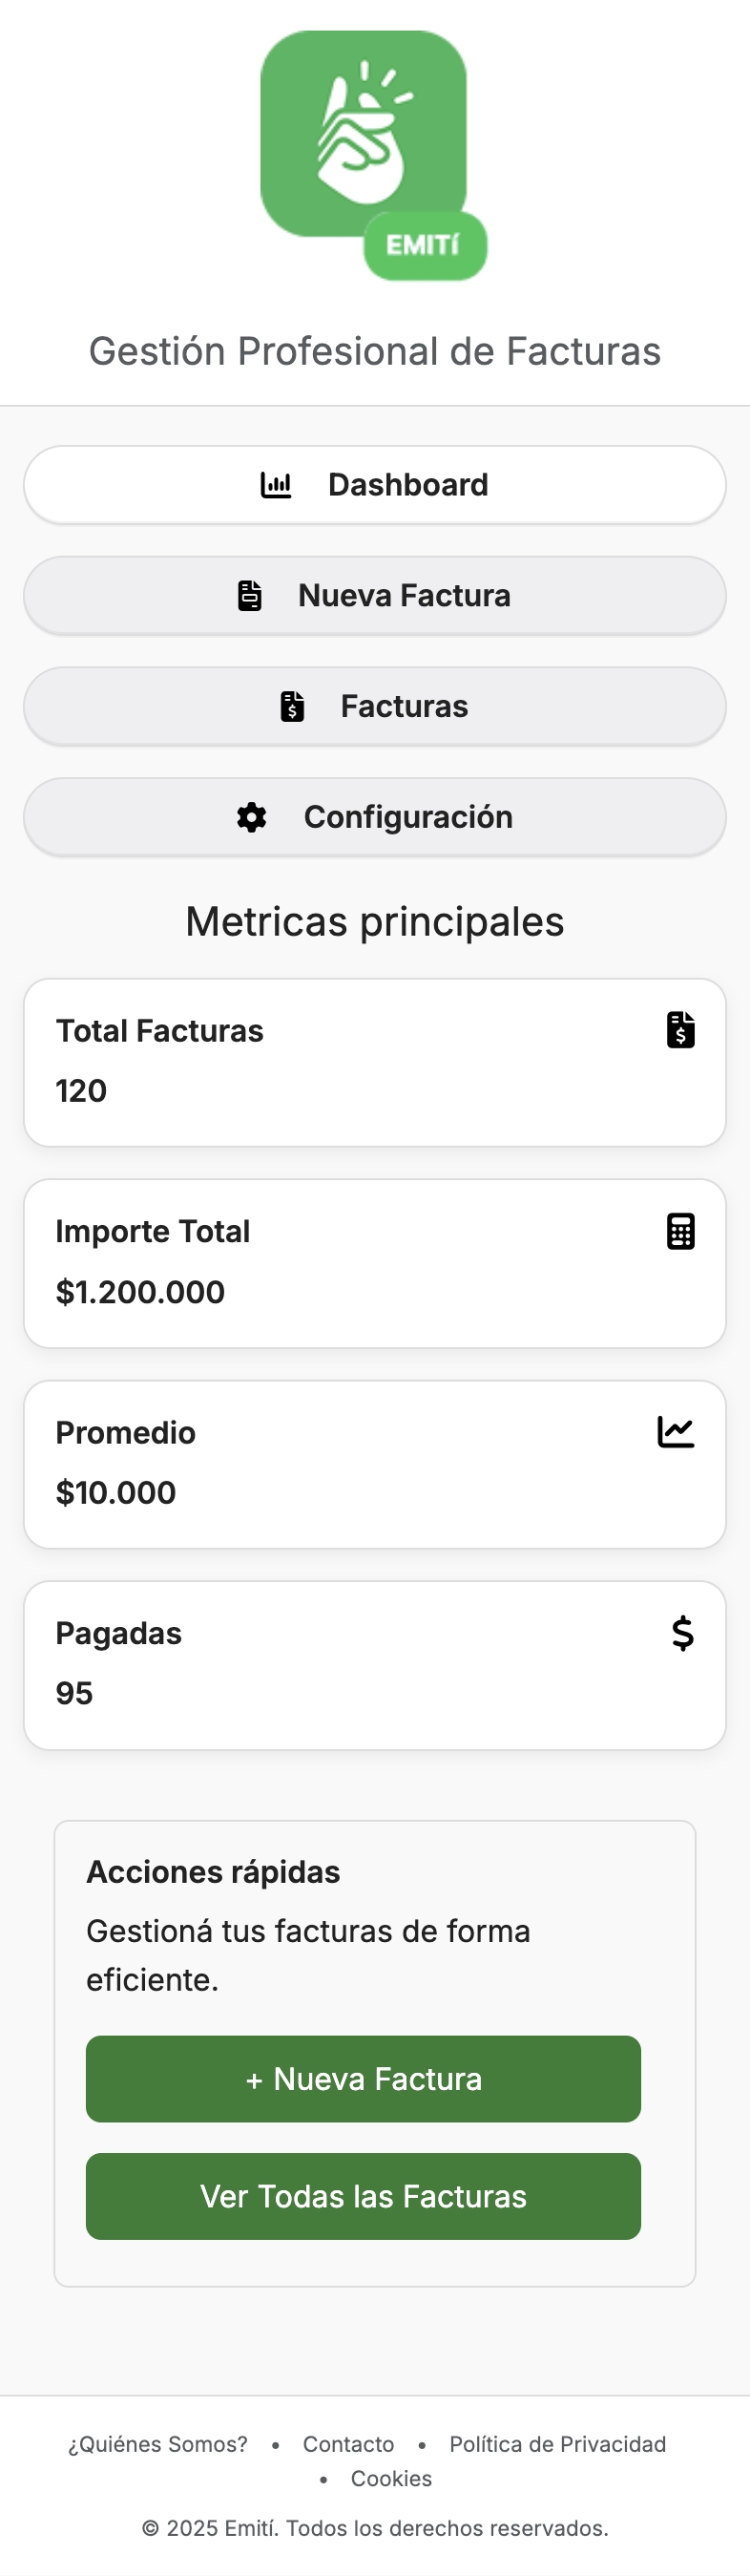 EMITí
Gestión Profesional de Facturas
Dashboard
Nueva Factura
Facturas
Configuración
Metricas principales
Total Facturas
120
Importe Total
$1.200.000
Promedio
$10.000
Pagadas
95
Acciones rápidas
Gestioná tus facturas de forma
eficiente.
+ Nueva Factura
Ver Todas las Facturas
¿Quiénes Somos? • Contacto • Política de Privacidad
• Cookies
© 2025 Emití. Todos los derechos reservados.